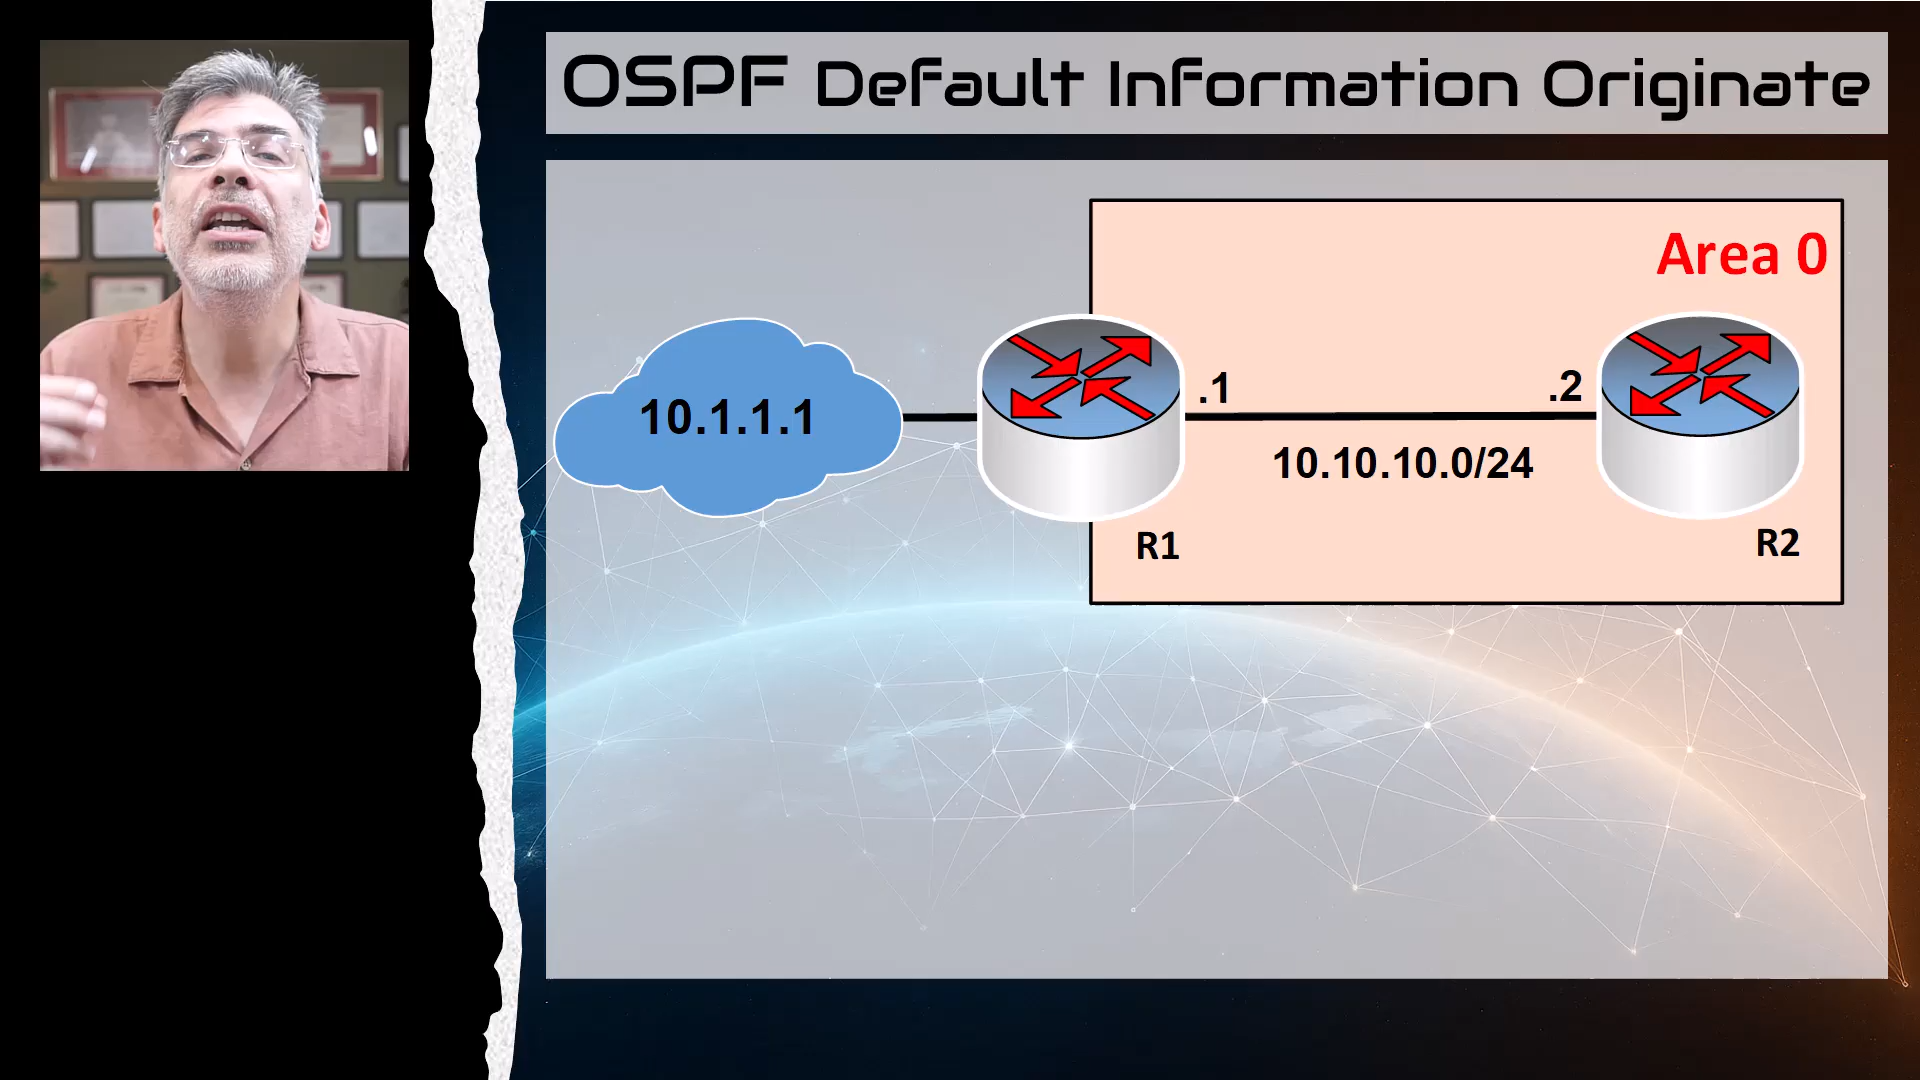 OSPF Default Information Originate
Area 0
10.1.1.1
.1
.2
10.10.10.0/24
R1
R2